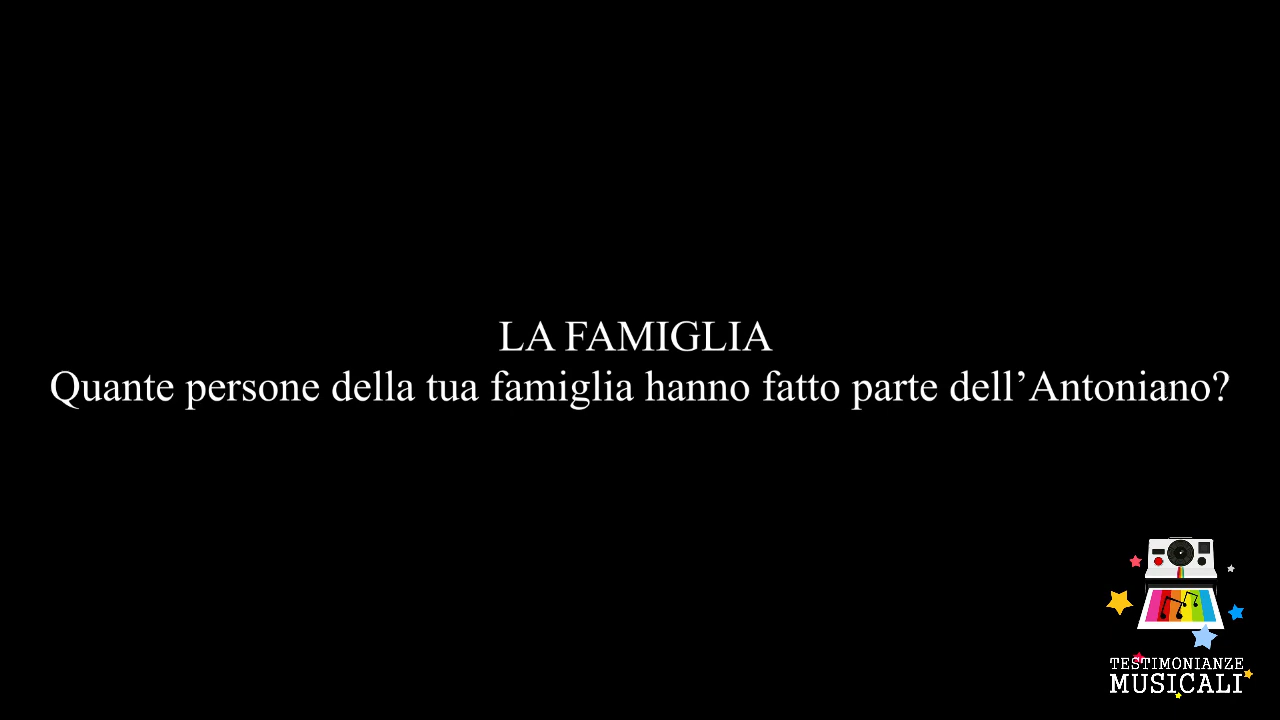 LA FAMIGLIA
Quante persone della tua famiglia hanno fatto parte dell’Antoniano?
TESTIMONIANZE
MUSICALI